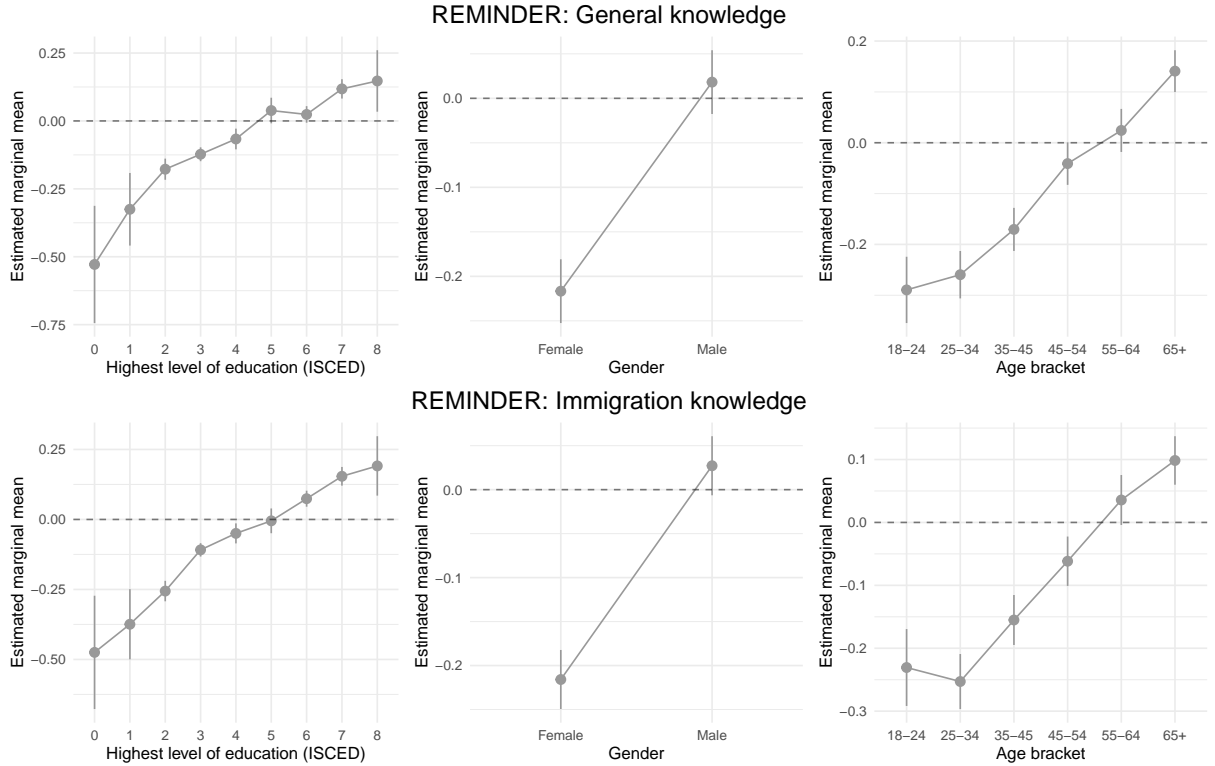 REMINDER: General knowledge
Estimated marginal mean
0.25
0.00
−0.25
−0.50
−0.75
0 1 2 3 4 5 6 7 8
Highest level of education (ISCED)
Estimated marginal mean
0.0
−0.1
−0.2
Female Male
Gender
Estimated marginal mean
0.2
0.0
−0.2
18−24 25−34 35−45 45−54 55−64 65+
Age bracket
REMINDER: Immigration knowledge
Estimated marginal mean
0.25
0.00
−0.25
−0.50
0 1 2 3 4 5 6 7 8
Highest level of education (ISCED)
Estimated marginal mean
0.0
−0.1
−0.2
Female Male
Gender
Estimated marginal mean
0.1
0.0
−0.1
−0.2
−0.3
18−24 25−34 35−45 45−54 55−64 65+
Age bracket